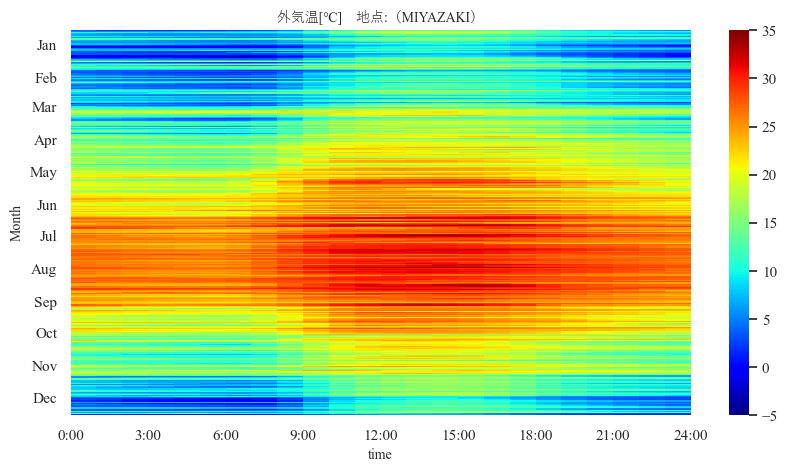 外気温[℃]　地点:（MIYAZAKI）
Jan
Feb
Mar
Apr
May
Jun
Jul
Aug
Sep
Oct
Nov
Dec
Month
0:00 3:00 6:00 9:00 12:00 15:00 18:00 21:00 24:00
time
35
30
25
20
15
10
5
0
−5